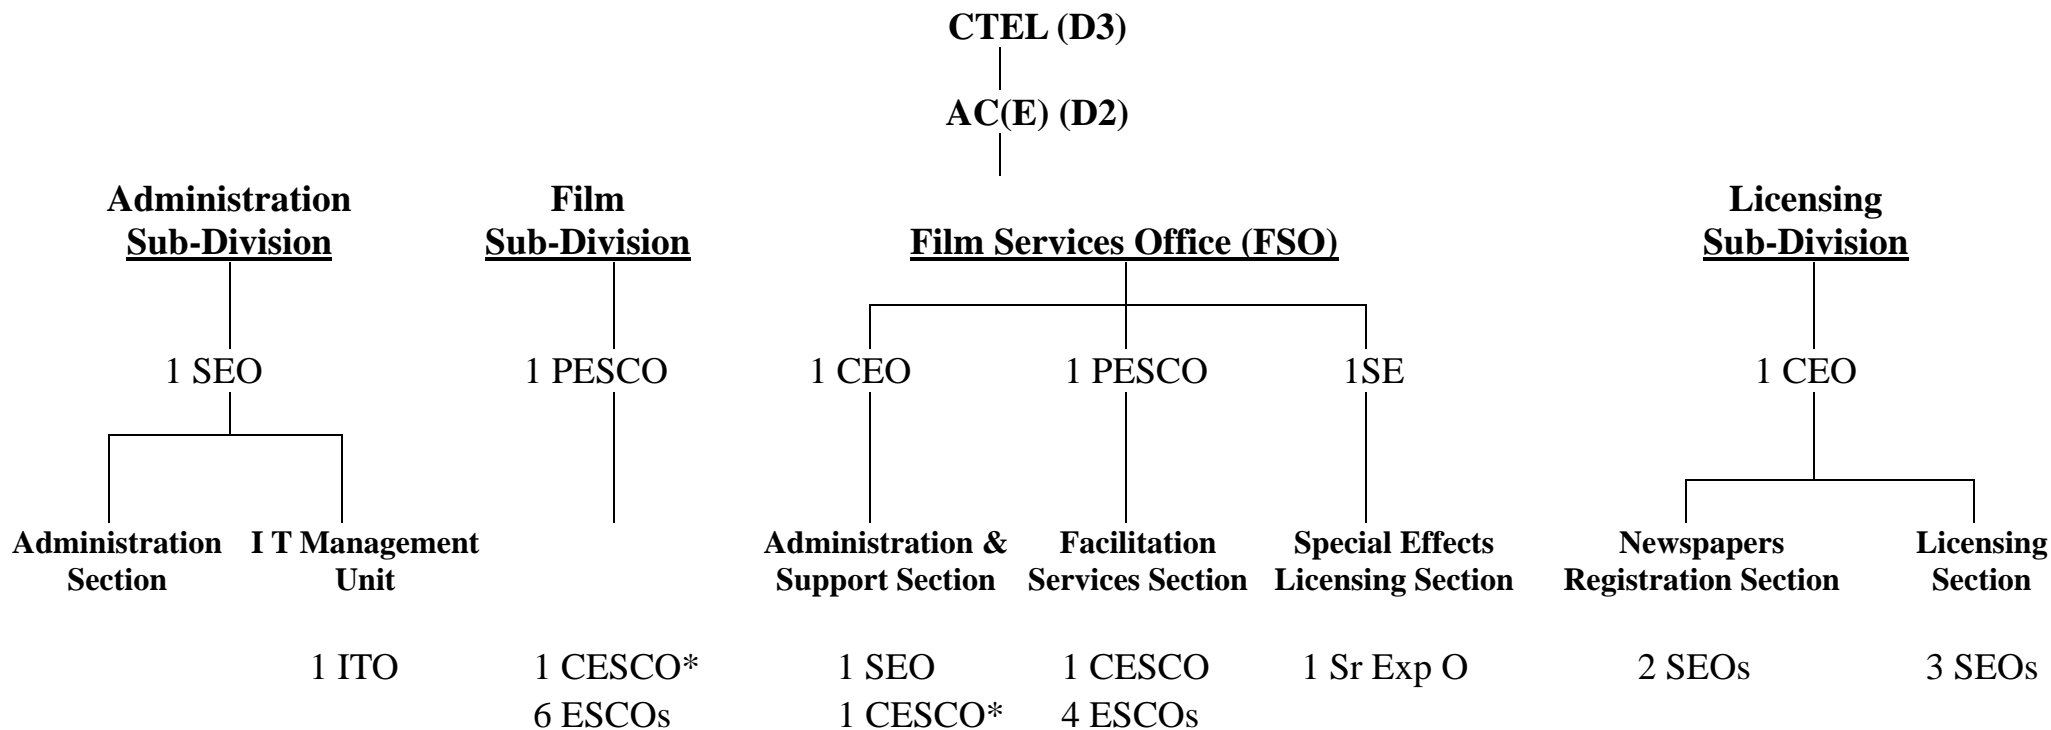 CTEL (D3)
AC(E) (D2)
Administration
Sub-Division
Film
Sub-Division
Film Services Office (FSO)
Licensing
Sub-Division
1 SEO
1 PESCO
1 CEO
1 PESCO
1SE
1 CEO
Administration
Section
I T Management
Unit
Administration &
Support Section
Facilitation
Services Section
Special Effects
Licensing Section
Newspapers
Registration Section
Licensing
Section
1 ITO
1 CESCO*
6 ESCOs
1 SEO
1 CESCO*
1 CESCO
4 ESCOs
1 Sr Exp O
2 SEOs
3 SEOs